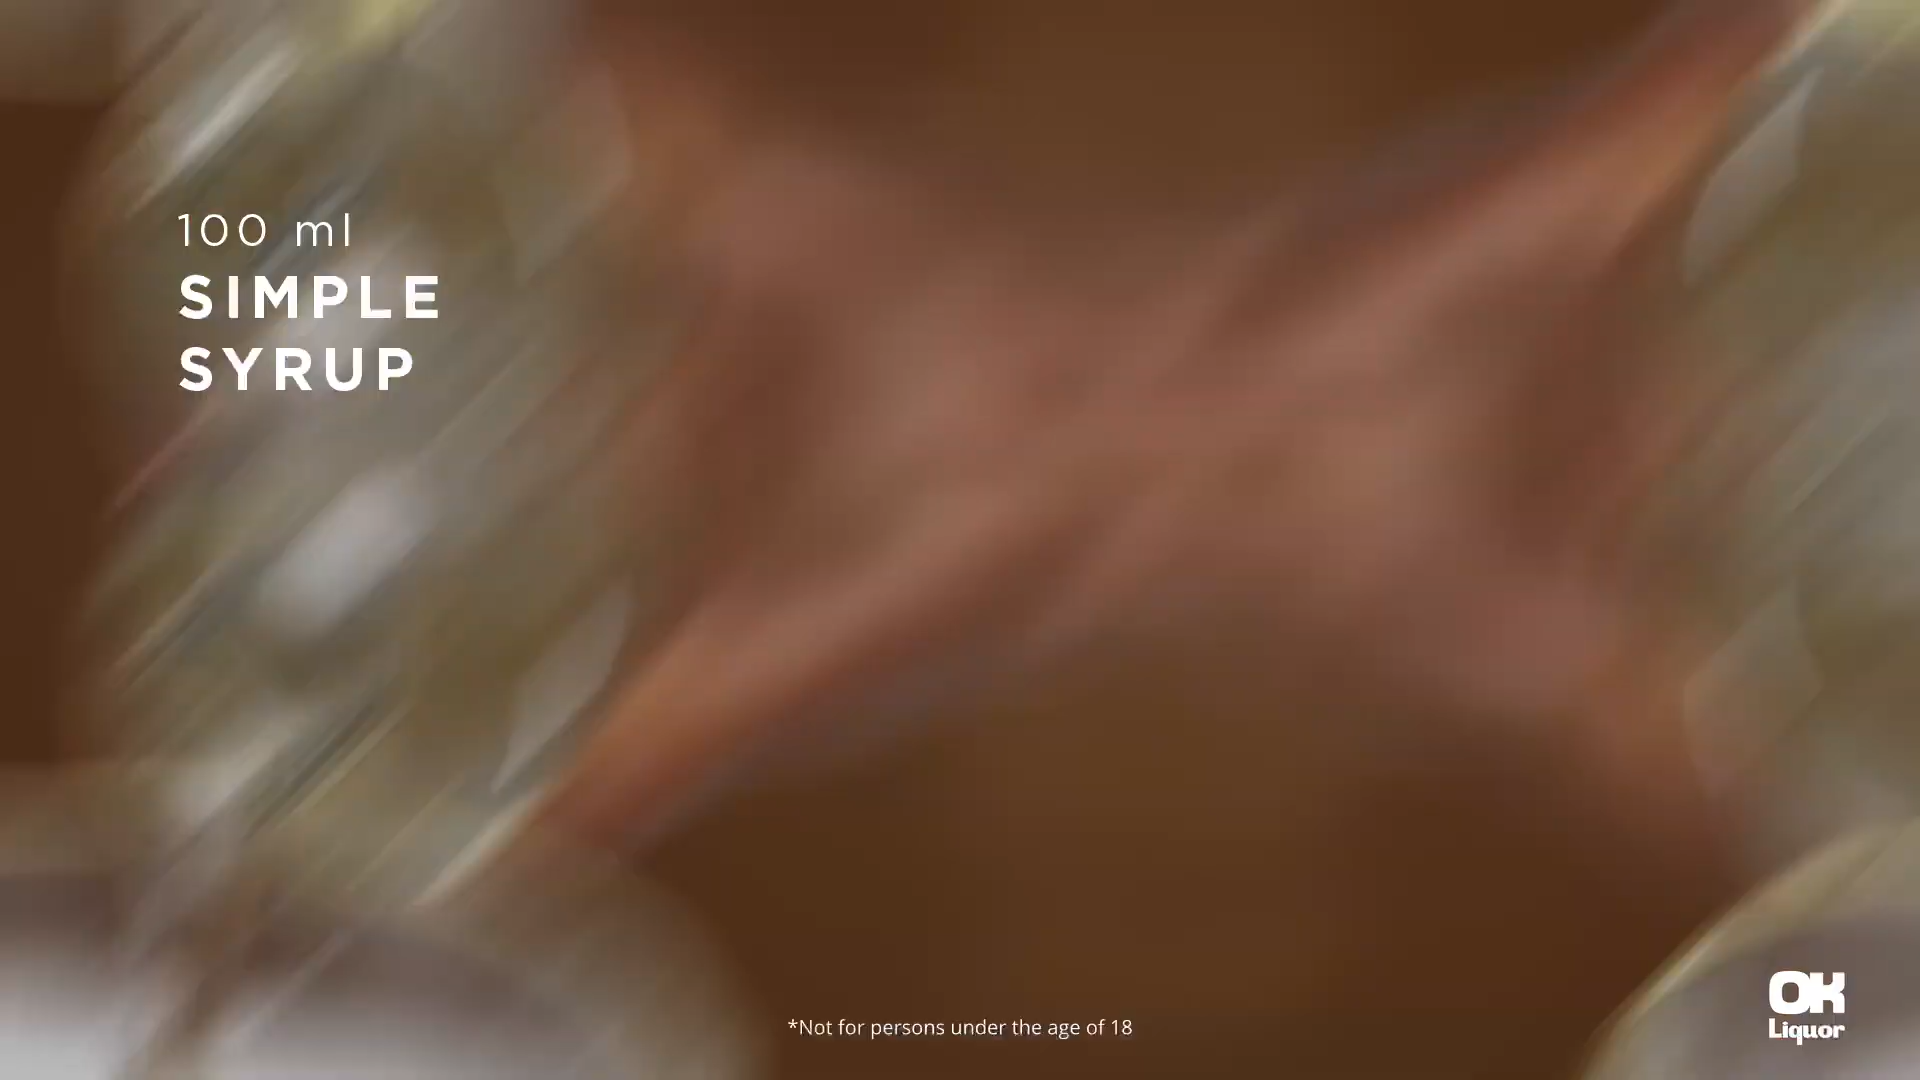 100 ml
SIMPLE
SYRUP
*Not for persons under the age of 18
OK
Liquor